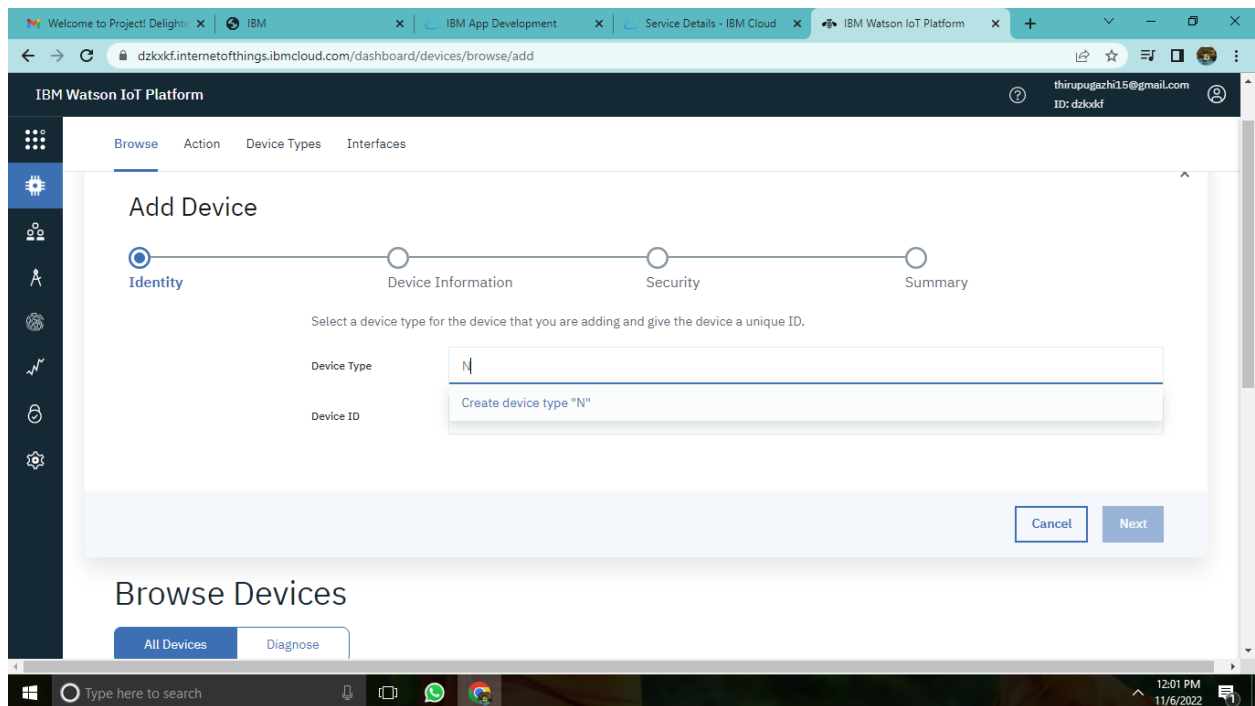 Welcome to Project! Delight
IBM
IBM App Development
Service Details - IBM Cloud
IBM Watson IoT Platform
dzkxkf.internetofthings.ibmcloud.com/dashboard/devices/browse/add
IBM Watson IoT Platform
thirupugazhi15@gmail.com
ID: dzkxkf
Browse Action Device Types Interfaces
Add Device
Identity Device Information Security Summary
Select a device type for the device that you are adding and give the device a unique ID.
Device Type N
Create device type "N"
Device ID
Cancel Next
Browse Devices
All Devices Diagnose
Type here to search
12:01 PM
11/6/2022
1